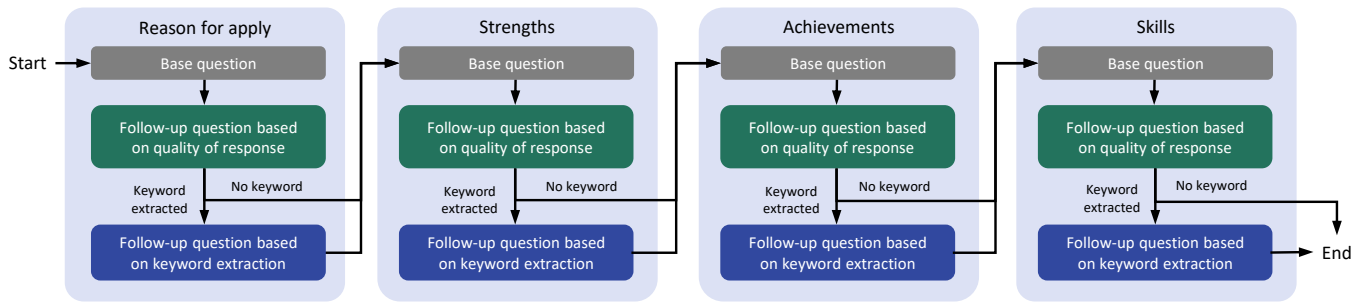 Start
Reason for apply
Base question
Follow-up question based
on quality of response
Keyword
extracted
No keyword
Follow-up question based
on keyword extraction
Strengths
Base question
Follow-up question based
on quality of response
Keyword
extracted
No keyword
Follow-up question based
on keyword extraction
Achievements
Base question
Follow-up question based
on quality of response
Keyword
extracted
No keyword
Follow-up question based
on keyword extraction
Skills
Base question
Follow-up question based
on quality of response
Keyword
extracted
No keyword
Follow-up question based
on keyword extraction
End